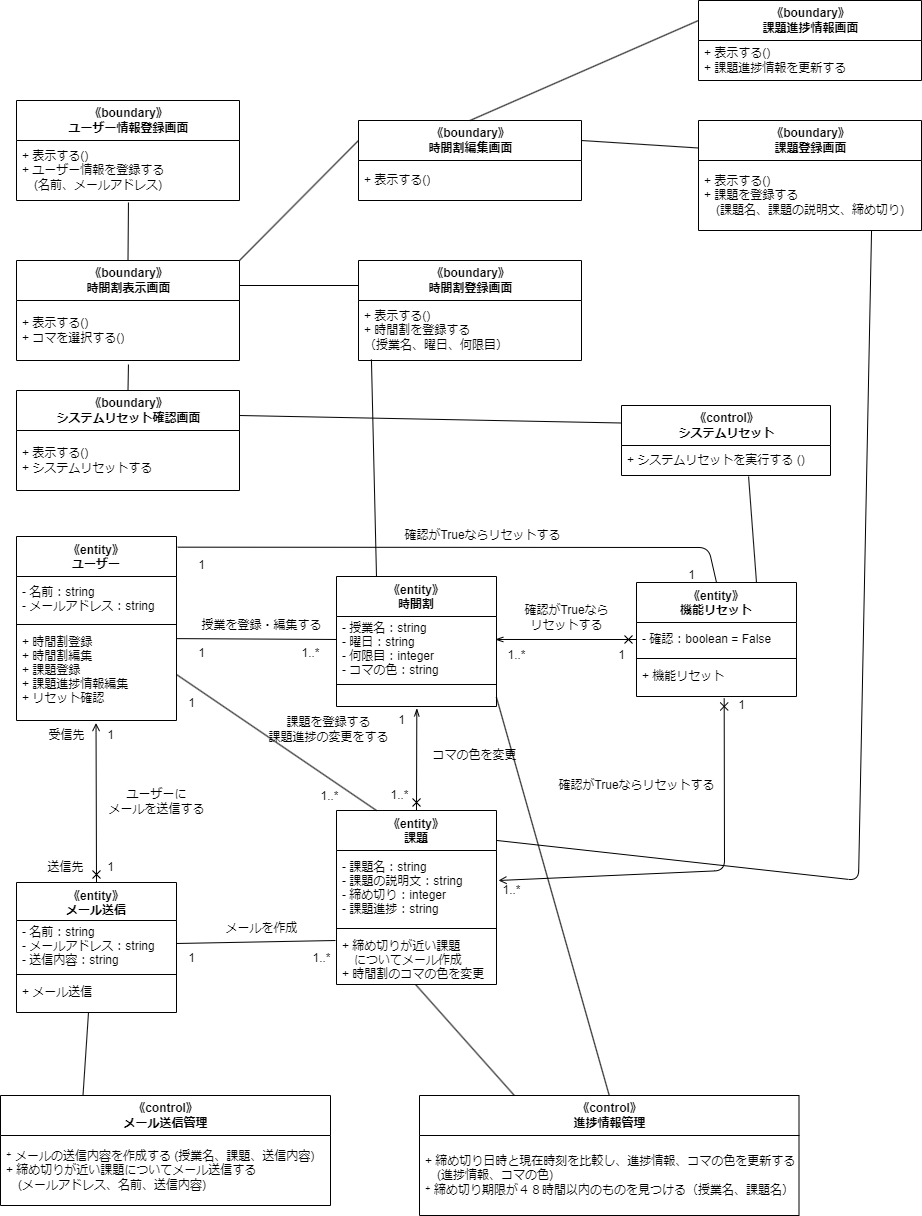 《boundary》
課題進捗情報画面
+ 表示する()
+ 課題進捗情報を更新する
《boundary》
ユーザー情報登録画面
+ 表示する()
+ ユーザー情報を登録する
(名前、メールアドレス)
《boundary》
時間割編集画面
+ 表示する()
《boundary》
課題登録画面
+ 表示する()
+ 課題を登録する
(課題名、課題の説明文、締め切り)
《boundary》
時間割表示画面
+ 表示する()
+ コマを選択する()
《boundary》
時間割登録画面
+ 表示する()
+ 時間割を登録する
（授業名、曜日、何限目）
《boundary》
システムリセット確認画面
+ 表示する()
+ システムリセットする
《control》
システムリセット
+ システムリセットを実行する ()
確認がTrueならリセットする
1
1
《entity》
ユーザー
- 名前：string
- メールアドレス：string
+ 時間割登録
+ 時間割編集
+ 課題登録
+ 課題進捗情報編集
+ リセット確認
授業を登録・編集する
1
1..*
《entity》
時間割
- 授業名：string
- 曜日：string
- 何限目：integer
- コマの色：string
確認がTrueなら
リセットする
1..*
1
《entity》
機能リセット
- 確認：boolean = False
+ 機能リセット
1
課題を登録する
課題進捗の変更をする
1..*
1
コマの色を変更
1..*
1
確認がTrueならリセットする
1..*
受信先
1
ユーザーに
メールを送信する
送信先
1
《entity》
課題
- 課題名：string
- 課題の説明文：string
- 締め切り：integer
- 課題進捗：string
+ 締め切りが近い課題
についてメール作成
+ 時間割のコマの色を変更
《entity》
メール送信
- 名前：string
- メールアドレス：string
- 送信内容：string
+ メール送信
メールを作成
1
1..*
《control》
メール送信管理
+ メールの送信内容を作成する (授業名、課題、送信内容)
+ 締め切りが近い課題についてメール送信する
(メールアドレス、名前、送信内容)
《control》
進捗情報管理
+ 締め切り日時と現在時刻を比較し、進捗情報、コマの色を更新する
(進捗情報、コマの色)
+ 締め切り期限が４８時間以内のものを見つける（授業名、課題名）